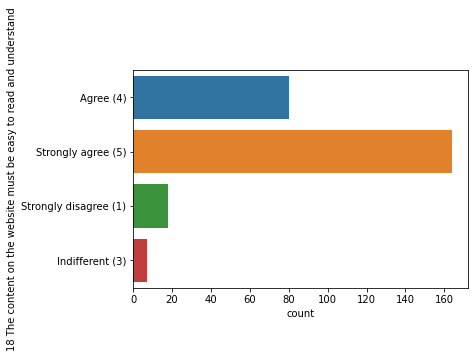 18 The content on the website must be easy to read and understand
Agree (4)
Strongly agree (5)
Strongly disagree (1)
Indifferent (3)
0 20 40 60 80 100 120 140 160
count